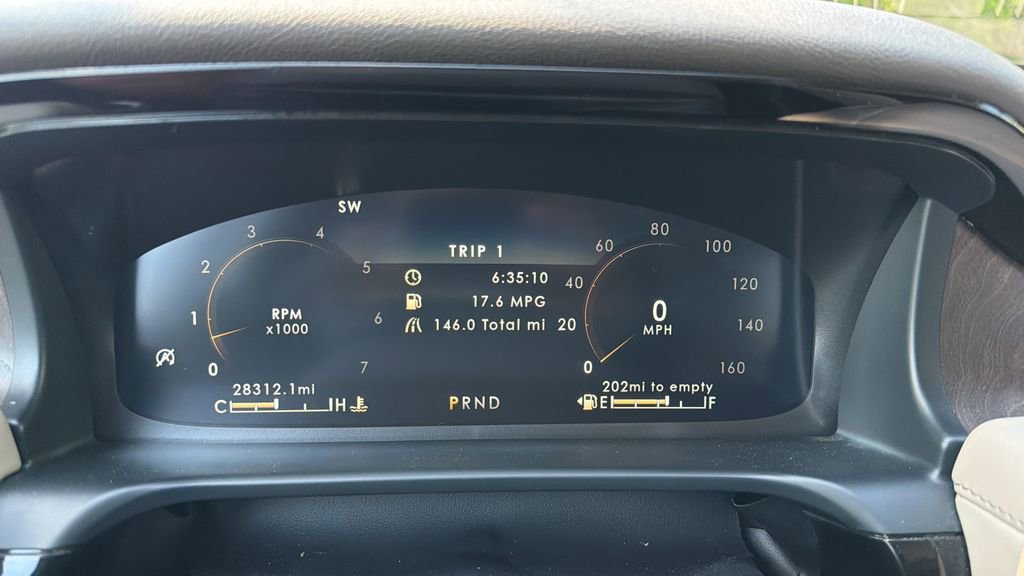 SW
TRIP 1
6:35:10
17.6 MPG
146.0 Total mi
0
1
2
3
4
5
6
7
RPM
x1000
0
20
40
60
80
100
120
140
160
0
MPH
28312.1mi
C H
PRND
202mi to empty
E F